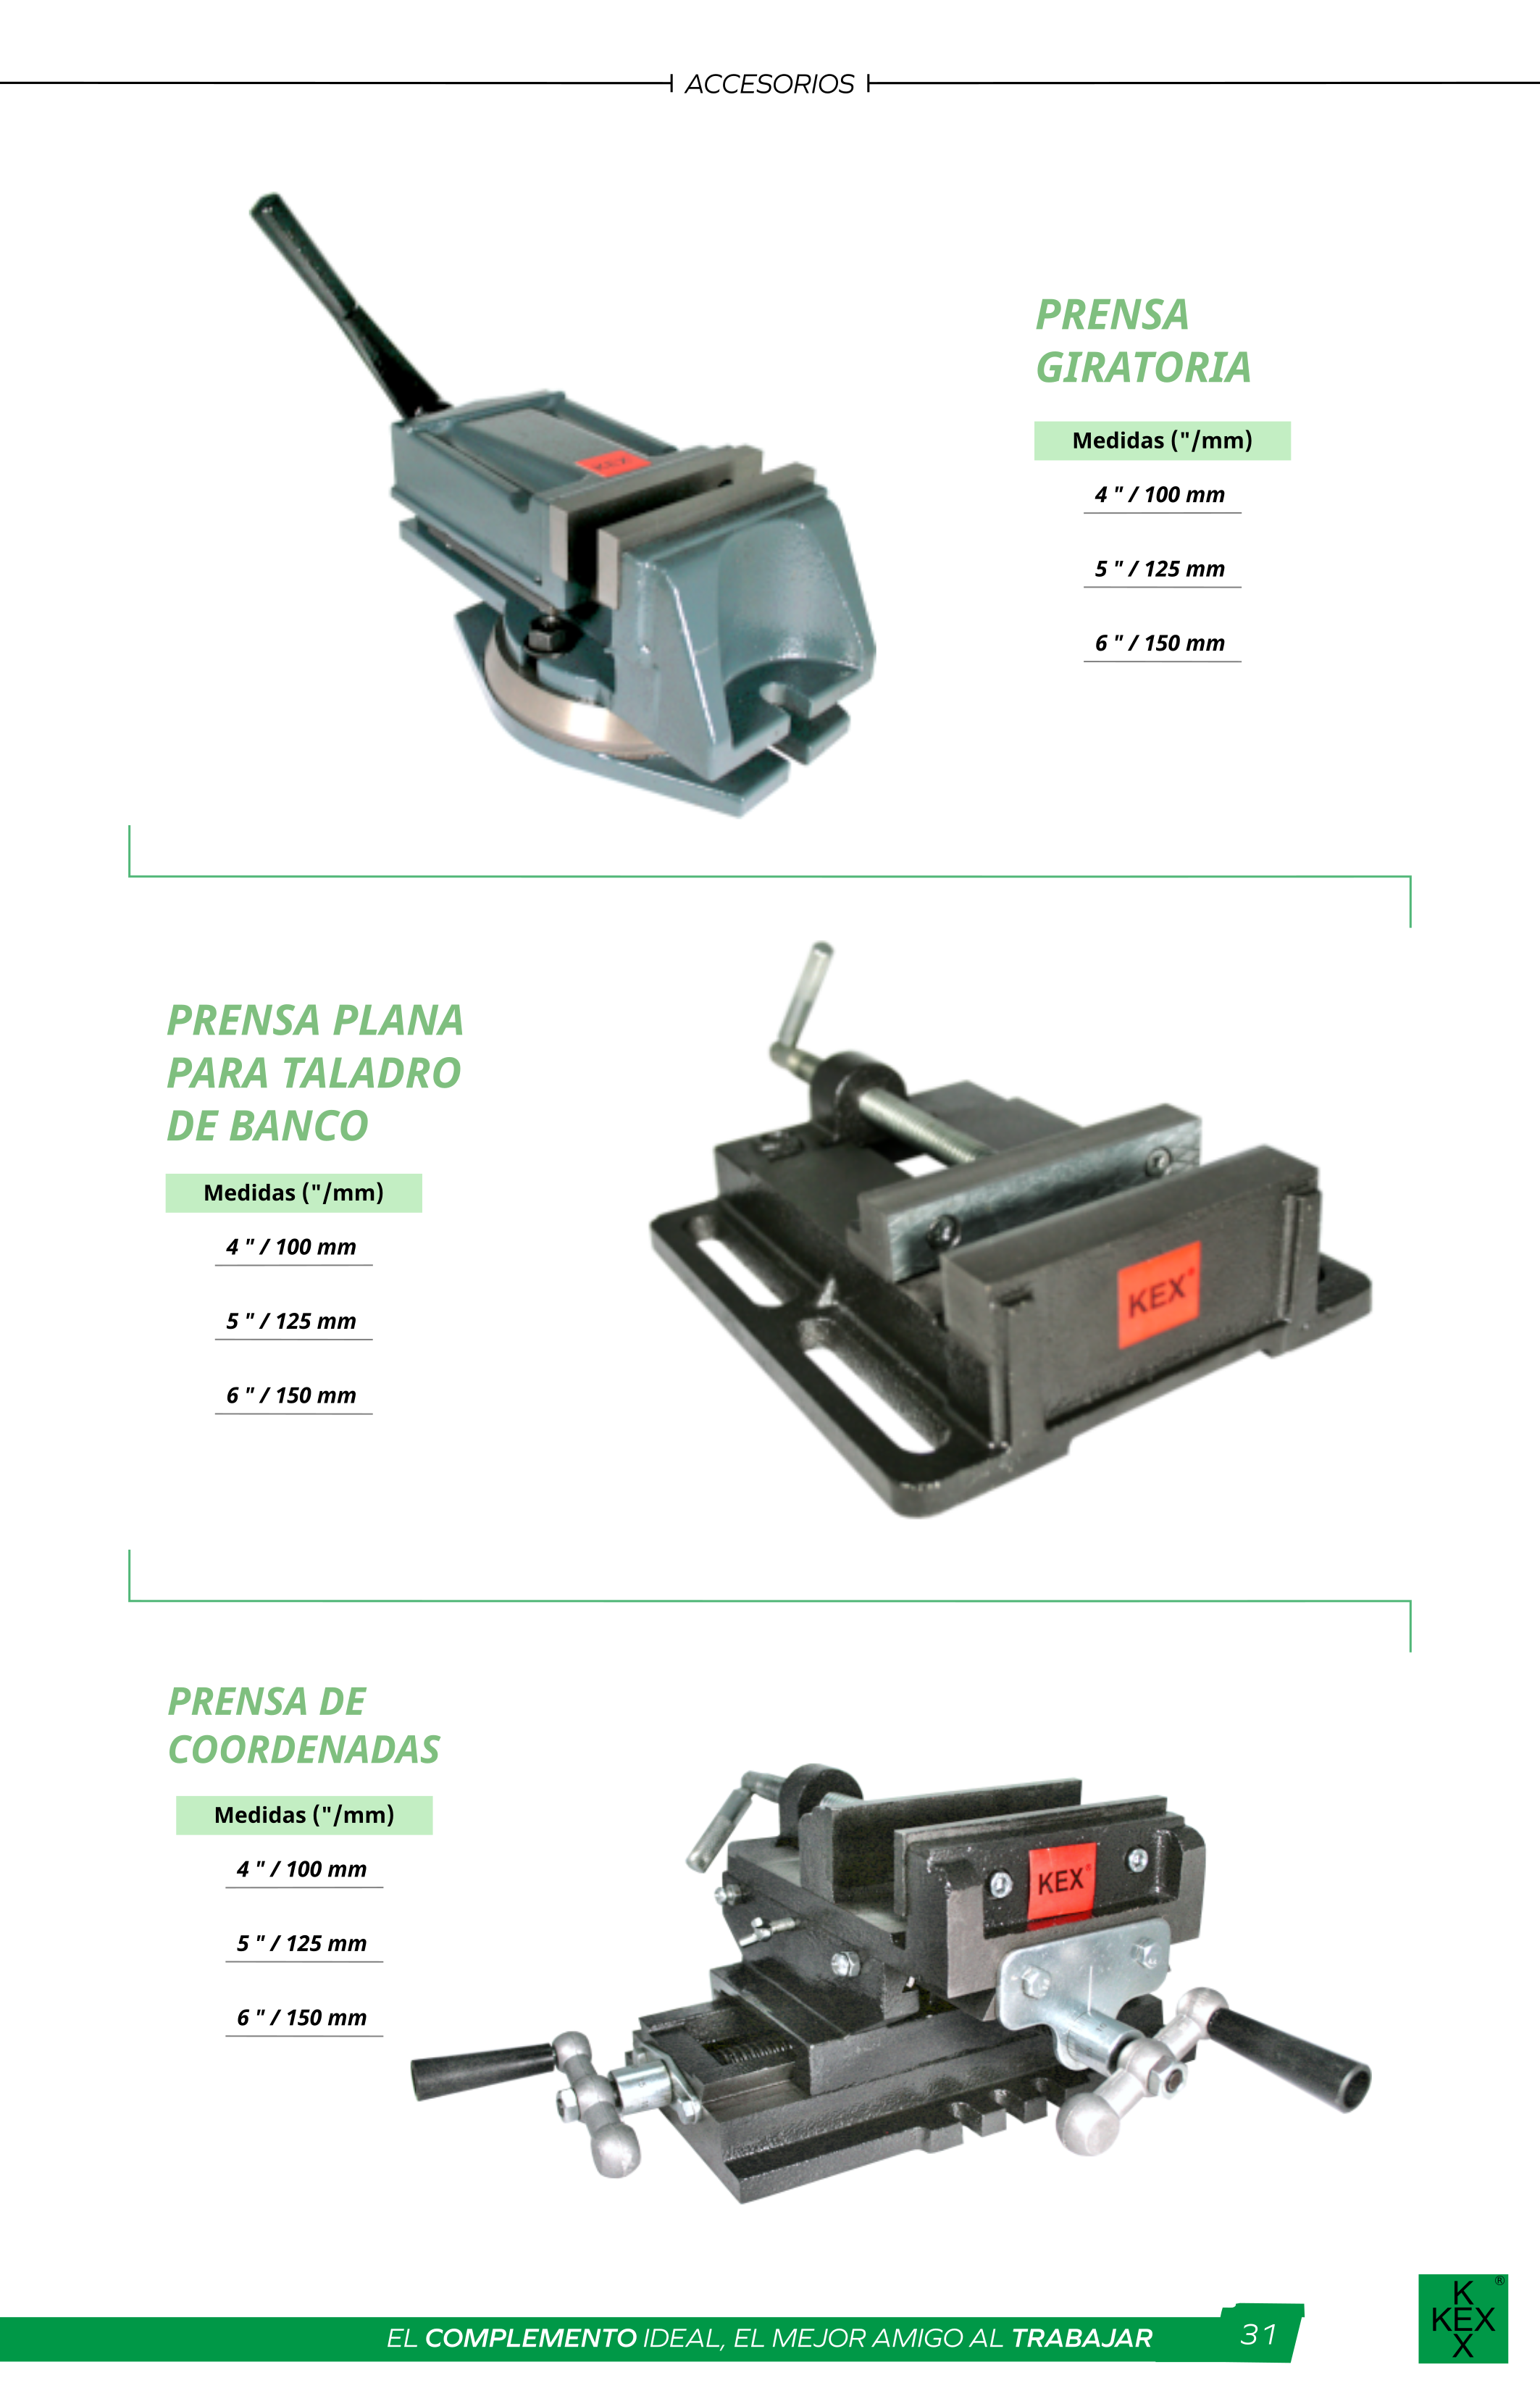 ACCESORIOS
PRENSA
GIRATORIA
Medidas ("/mm)
4 " / 100 mm
5 " / 125 mm
6 " / 150 mm
KEX
PRENSA PLANA
PARA TALADRO
DE BANCO
Medidas ("/mm)
4 " / 100 mm
5 " / 125 mm
6 " / 150 mm
KEX®
PRENSA DE
COORDENADAS
Medidas ("/mm)
4 " / 100 mm
5 " / 125 mm
6 " / 150 mm
KEX®
EL COMPLEMENTO IDEAL, EL MEJOR AMIGO AL TRABAJAR
31
K ®
KEX
X